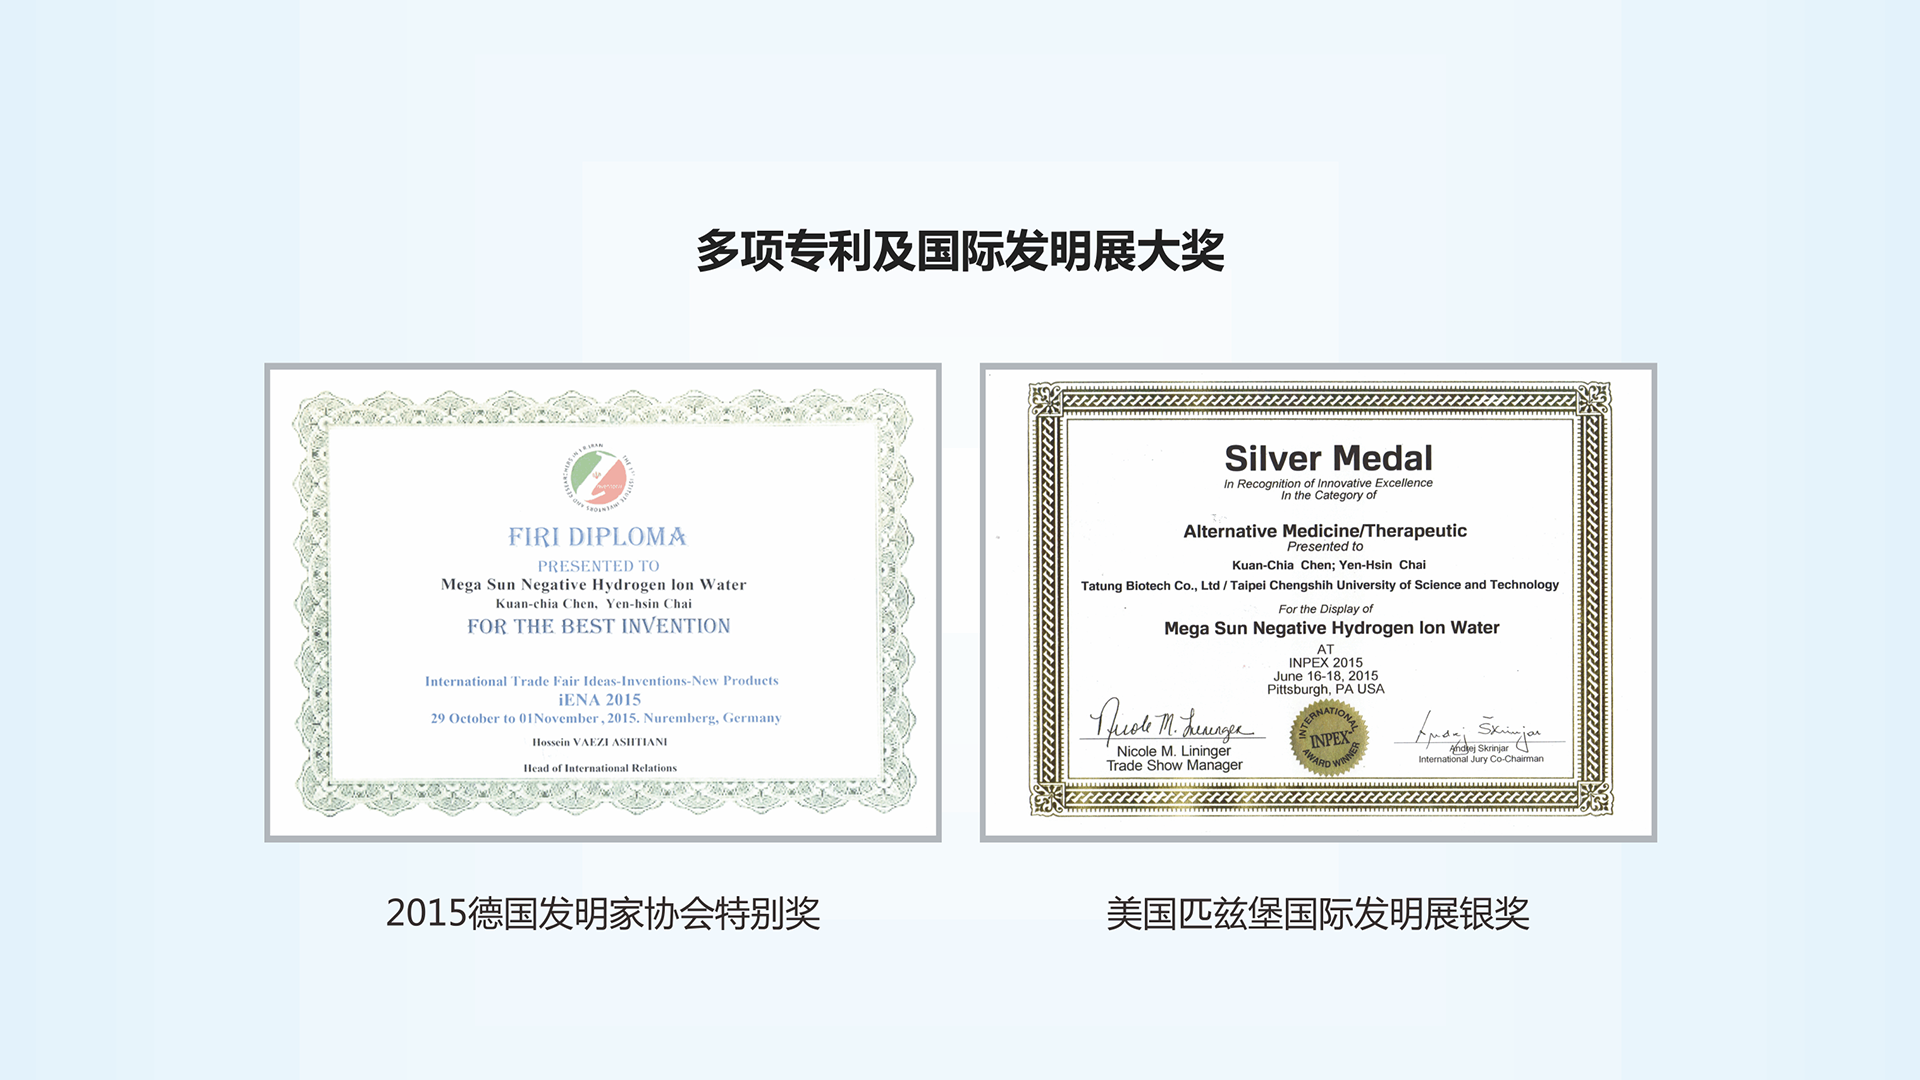 多项专利及国际发明展大奖
FIRI DIPLOMA
PRESENTED TO
Mega Sun Negative Hydrogen Ion Water
Kuan-chia Chen, Yen-hsin Chai
FOR THE BEST INVENTION
International Trade Fair Ideas-Inventions-New Products
iENA 2015
29 October to 01November , 2015. Nuremberg, Germany
Hossein VAEZI ASHTIANI
Head of International Relations
2015德国发明家协会特别奖
Silver Medal
In Recognition of Innovative Excellence
In the Category of
Alternative Medicine/Therapeutic
Presented to
Kuan-Chia Chen; Yen-Hsin Chai
Tatung Biotech Co., Ltd / Taipei Chengshih University of Science and Technology
For the Display of
Mega Sun Negative Hydrogen Ion Water
AT
INPEX 2015
June 16-18, 2015
Pittsburgh, PA USA
Nicole M. Lininger
Nicole M. Lininger
Trade Show Manager
INTERNATIONAL
INPEX
AWARD WINNER
Andrej Škrinjar
Andrej Skrinjar
International Jury Co-Chairman
美国匹兹堡国际发明展银奖